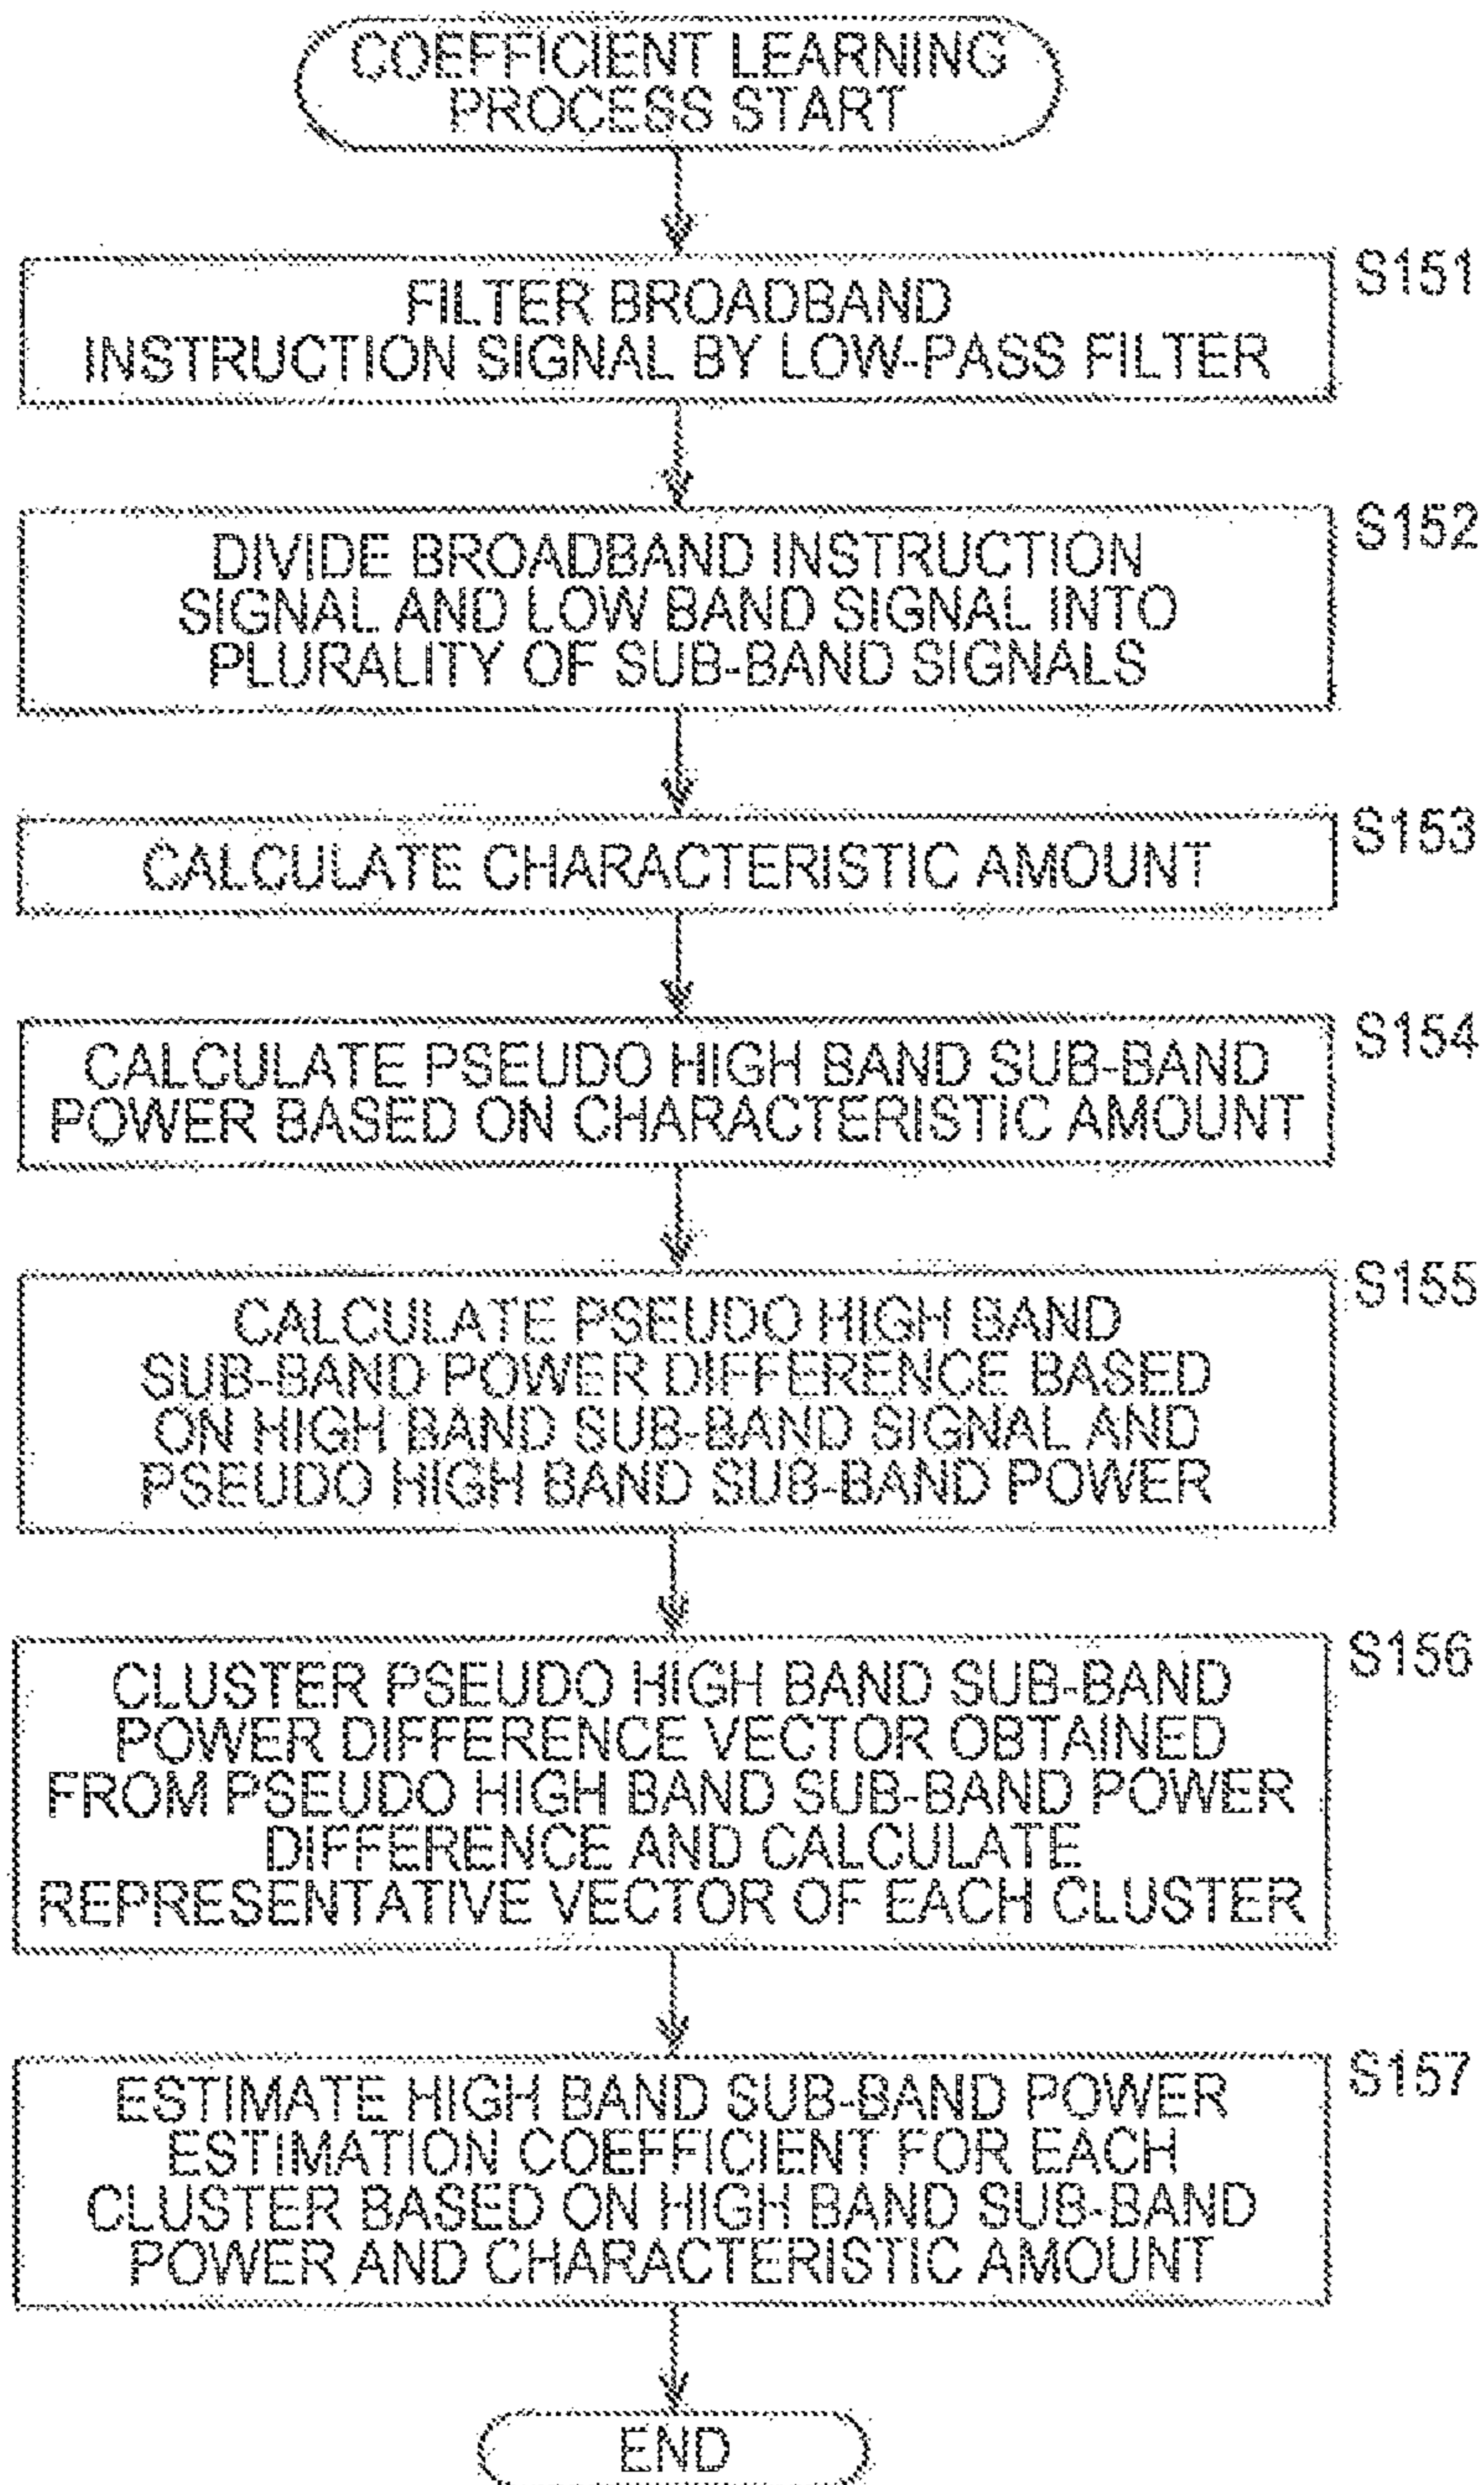 COEFFICIENT LEARNING
PROCESS START
S151
FILTER BROADBAND
INSTRUCTION SIGNAL BY LOW-PASS FILTER
S152
DIVIDE BROADBAND INSTRUCTION
SIGNAL AND LOW BAND SIGNAL INTO
PLURALITY OF SUB-BAND SIGNALS
S153
CALCULATE CHARACTERISTIC AMOUNT
S154
CALCULATE PSEUDO HIGH BAND SUB-BAND
POWER BASED ON CHARACTERISTIC AMOUNT
S155
CALCULATE PSEUDO HIGH BAND
SUB-BAND POWER DIFFERENCE BASED
ON HIGH BAND SUB-BAND SIGNAL AND
PSEUDO HIGH BAND SUB-BAND POWER
S156
CLUSTER PSEUDO HIGH BAND SUB-BAND
POWER DIFFERENCE VECTOR OBTAINED
FROM PSEUDO HIGH BAND SUB-BAND POWER
DIFFERENCE AND CALCULATE
REPRESENTATIVE VECTOR OF EACH CLUSTER
S157
ESTIMATE HIGH BAND SUB-BAND POWER
ESTIMATION COEFFICIENT FOR EACH
CLUSTER BASED ON HIGH BAND SUB-BAND
POWER AND CHARACTERISTIC AMOUNT
END